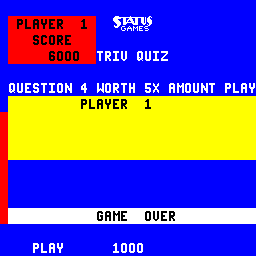 PLAYER 1
STATUS
GAMES
SCORE
6000
TRIV QUIZ
QUESTION 4 WORTH 5X AMOUNT PLAY
PLAYER 1
GAME OVER
PLAY 1000